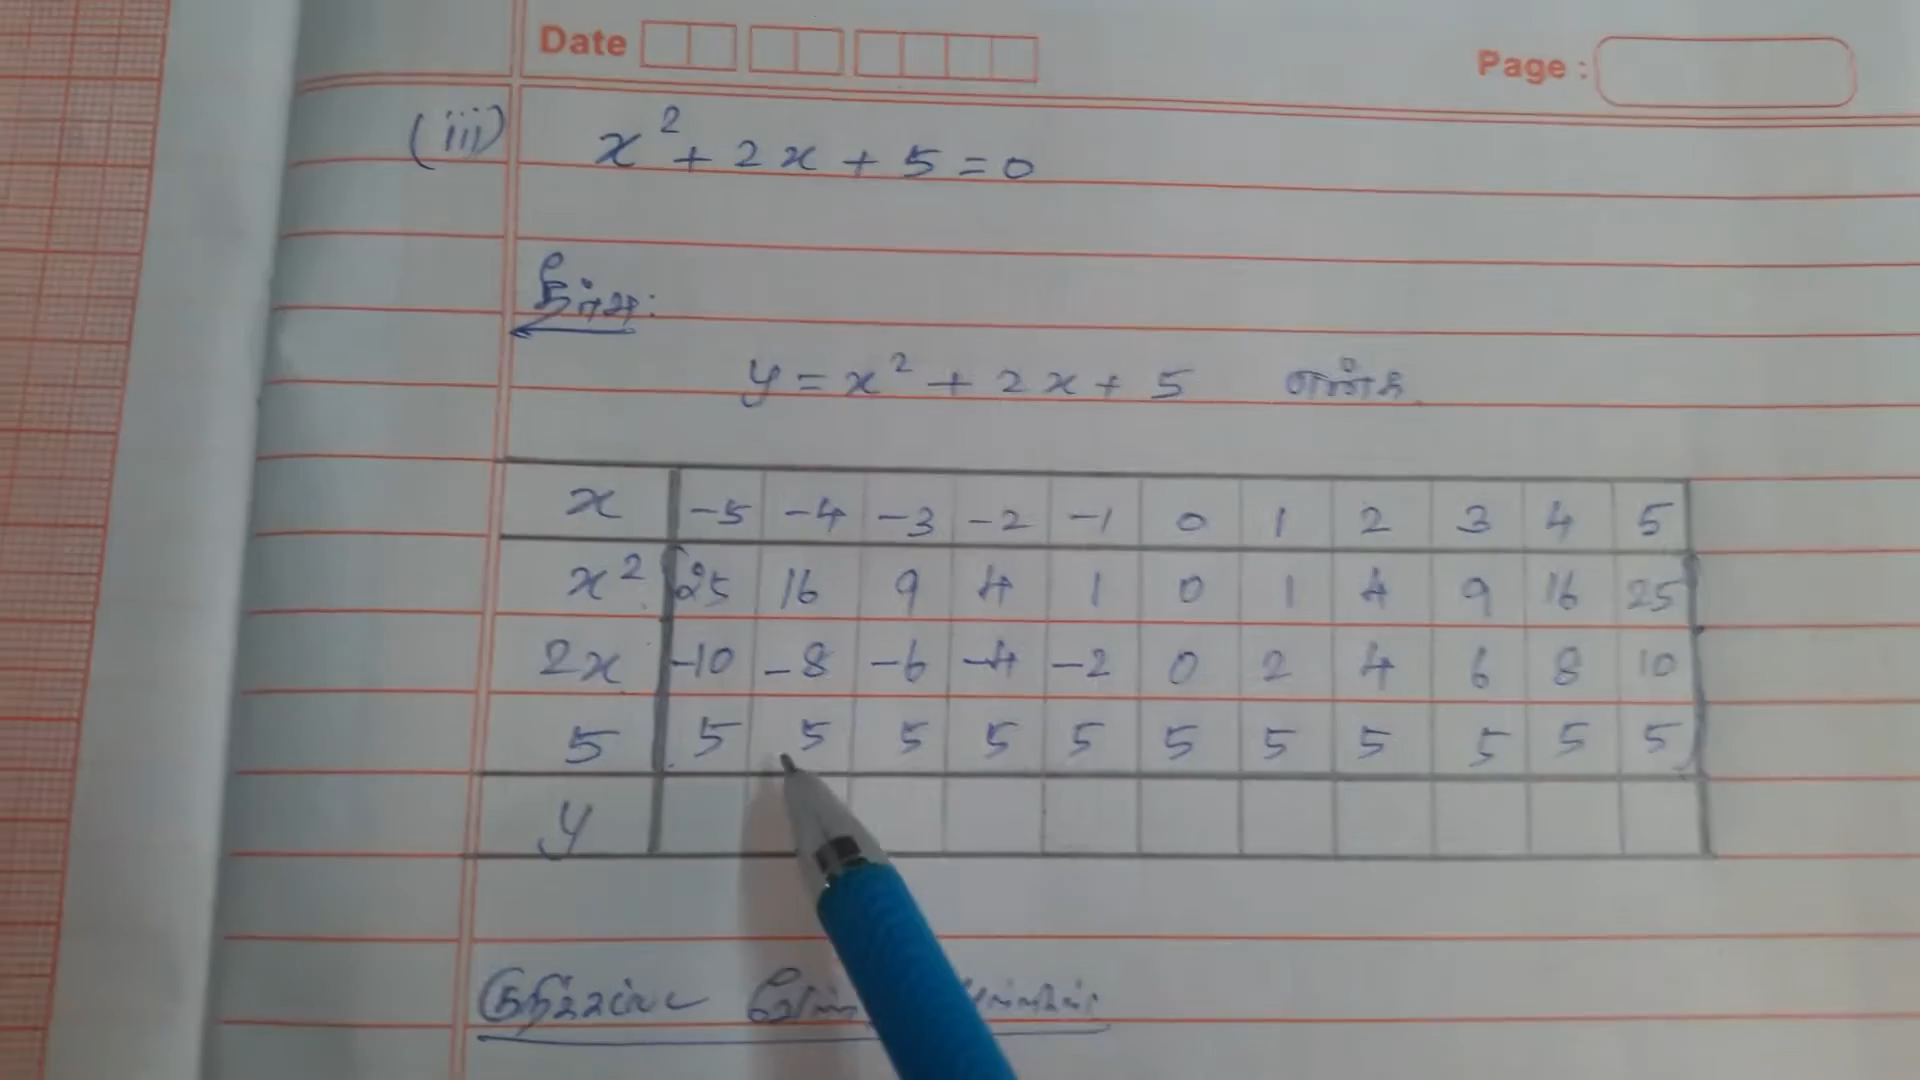 Date Page :
(iii) x² + 2x + 5 = 0
தீர்வு:
y = x² + 2x + 5 என்க.
x -5 -4 -3 -2 -1 0 1 2 3 4 5
x² 25 16 9 4 1 0 1 4 9 16 25
2x -10 -8 -6 -4 -2 0 2 4 6 8 10
5 5 5 5 5 5 5 5 5 5 5 5
y